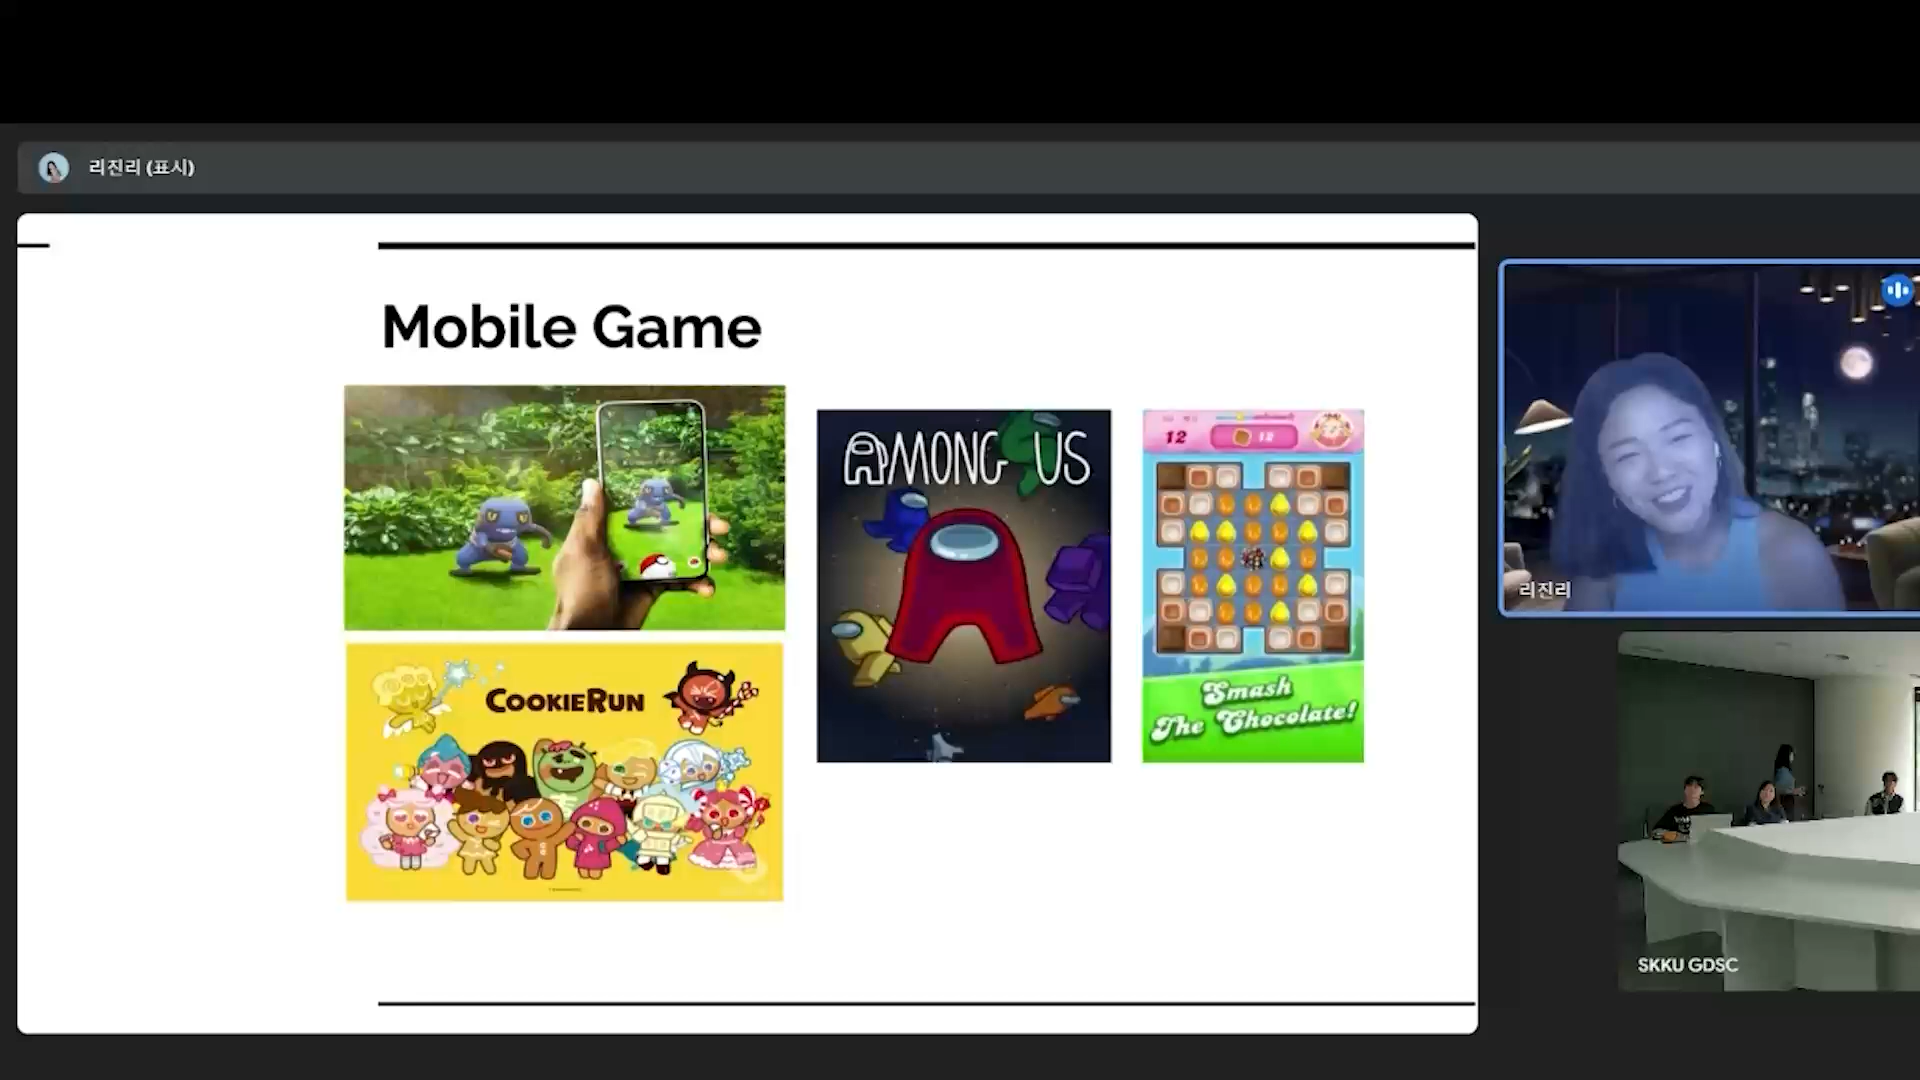 리진리 (표시)
Mobile Game
AMONG US
12
12
COOKIERUN
Smash
The Chocolate!
리진리
SKKU GDSC